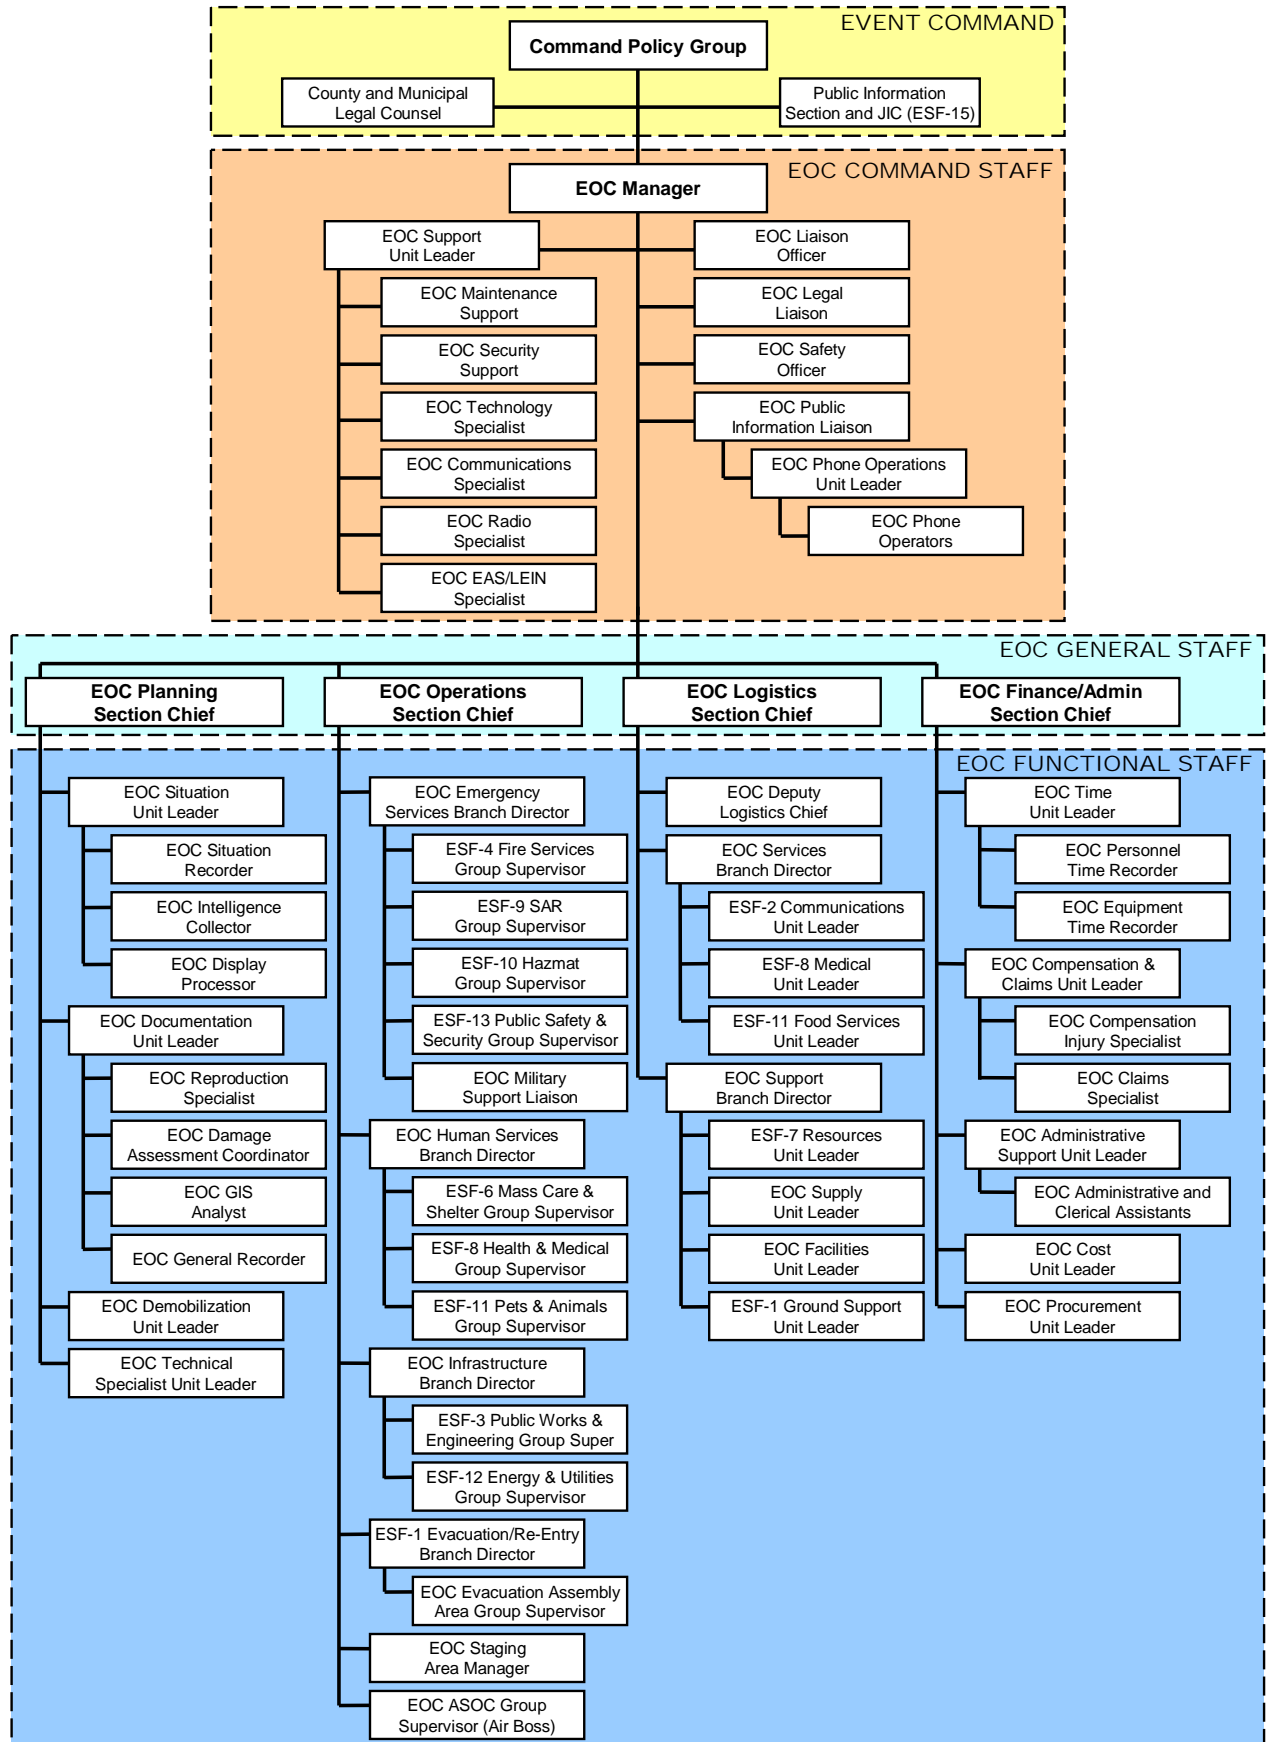 EVENT COMMAND
Command Policy Group
County and Municipal
Legal Counsel
Public Information
Section and JIC (ESF-15)
EOC COMMAND STAFF
EOC Manager
EOC Support
Unit Leader
EOC Maintenance
Support
EOC Security
Support
EOC Technology
Specialist
EOC Communications
Specialist
EOC Radio
Specialist
EOC EAS/LEIN
Specialist
EOC Liaison
Officer
EOC Legal
Liaison
EOC Safety
Officer
EOC Public
Information Liaison
EOC Phone Operations
Unit Leader
EOC Phone
Operators
EOC GENERAL STAFF
EOC Planning
Section Chief
EOC Operations
Section Chief
EOC Logistics
Section Chief
EOC Finance/Admin
Section Chief
EOC FUNCTIONAL STAFF
EOC Situation
Unit Leader
EOC Situation
Recorder
EOC Intelligence
Collector
EOC Display
Processor
EOC Documentation
Unit Leader
EOC Reproduction
Specialist
EOC Damage
Assessment Coordinator
EOC GIS
Analyst
EOC General Recorder
EOC Demobilization
Unit Leader
EOC Technical
Specialist Unit Leader
EOC Emergency
Services Branch Director
ESF-4 Fire Services
Group Supervisor
ESF-9 SAR
Group Supervisor
ESF-10 Hazmat
Group Supervisor
ESF-13 Public Safety &
Security Group Supervisor
EOC Military
Support Liaison
EOC Human Services
Branch Director
ESF-6 Mass Care &
Shelter Group Supervisor
ESF-8 Health & Medical
Group Supervisor
ESF-11 Pets & Animals
Group Supervisor
EOC Infrastructure
Branch Director
ESF-3 Public Works &
Engineering Group Super
ESF-12 Energy & Utilities
Group Supervisor
ESF-1 Evacuation/Re-Entry
Branch Director
EOC Evacuation Assembly
Area Group Supervisor
EOC Staging
Area Manager
EOC ASOC Group
Supervisor (Air Boss)
EOC Deputy
Logistics Chief
EOC Services
Branch Director
ESF-2 Communications
Unit Leader
ESF-8 Medical
Unit Leader
ESF-11 Food Services
Unit Leader
EOC Support
Branch Director
ESF-7 Resources
Unit Leader
EOC Supply
Unit Leader
EOC Facilities
Unit Leader
ESF-1 Ground Support
Unit Leader
EOC Time
Unit Leader
EOC Personnel
Time Recorder
EOC Equipment
Time Recorder
EOC Compensation &
Claims Unit Leader
EOC Compensation
Injury Specialist
EOC Claims
Specialist
EOC Administrative
Support Unit Leader
EOC Administrative and
Clerical Assistants
EOC Cost
Unit Leader
EOC Procurement
Unit Leader